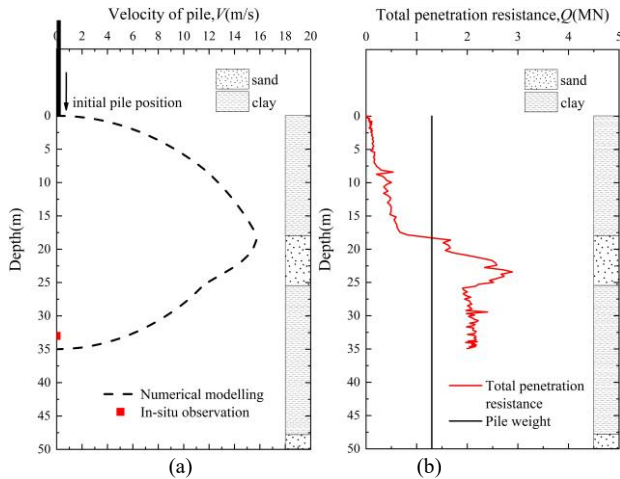 Velocity of pile,V(m/s)
0 2 4 6 8 10 12 14 16 18 20
sand
clay
initial pile position
0
5
10
15
20
25
30
35
40
45
50
Depth(m)
Numerical modelling
In-situ observation
(a)
Total penetration resistance,Q(MN)
0 1 2 3 4 5
sand
clay
0
5
10
15
20
25
30
35
40
45
50
Depth(m)
Total penetration
resistance
Pile weight
(b)